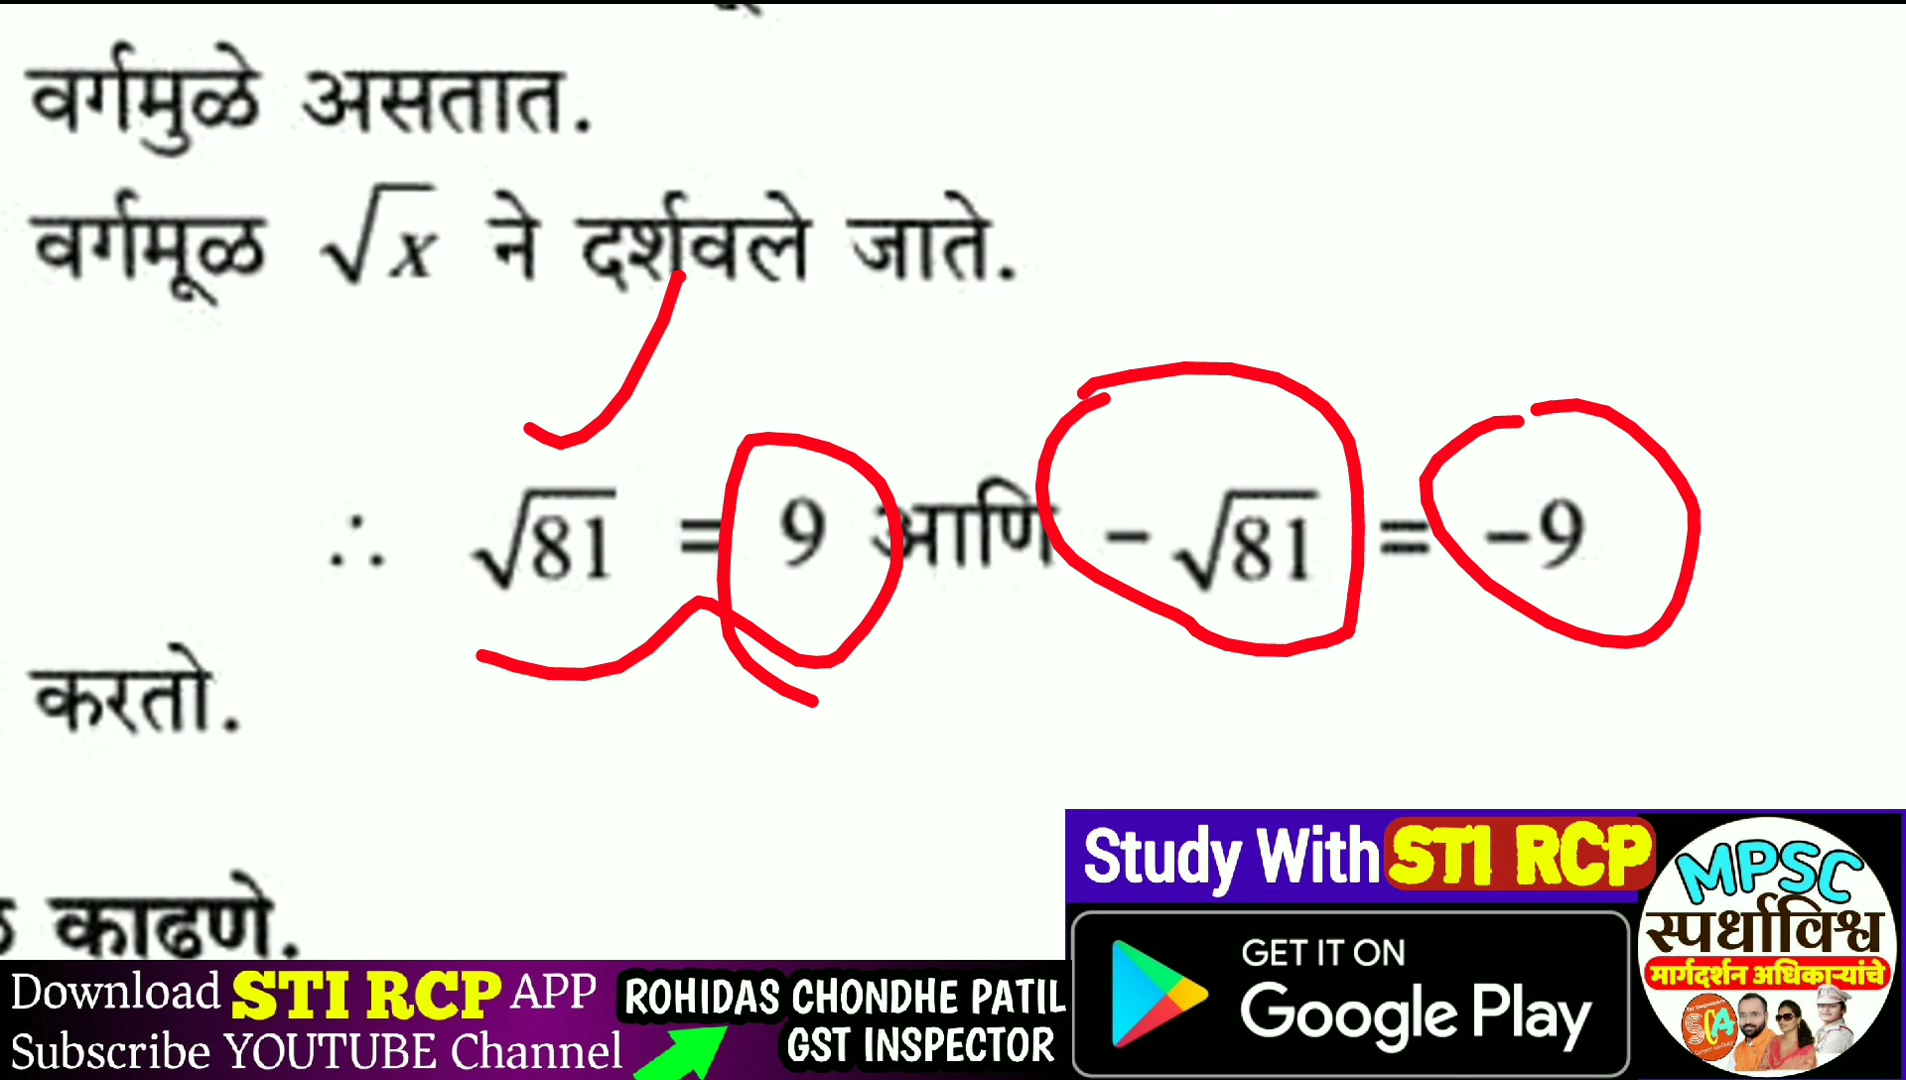 वर्गमुळे असतात.
वर्गमूळ √x ने दर्शवले जाते.
∴ √81 = 9 आणि −√81 = −9
करतो.
काढणे.
Study With STI RCP
GET IT ON
Google Play
MPSC
स्पर्धाविश्व
मार्गदर्शन अधिकाऱ्यांचे
SCA
Download STI RCP APP
Subscribe YOUTUBE Channel
ROHIDAS CHONDHE PATIL
GST INSPECTOR